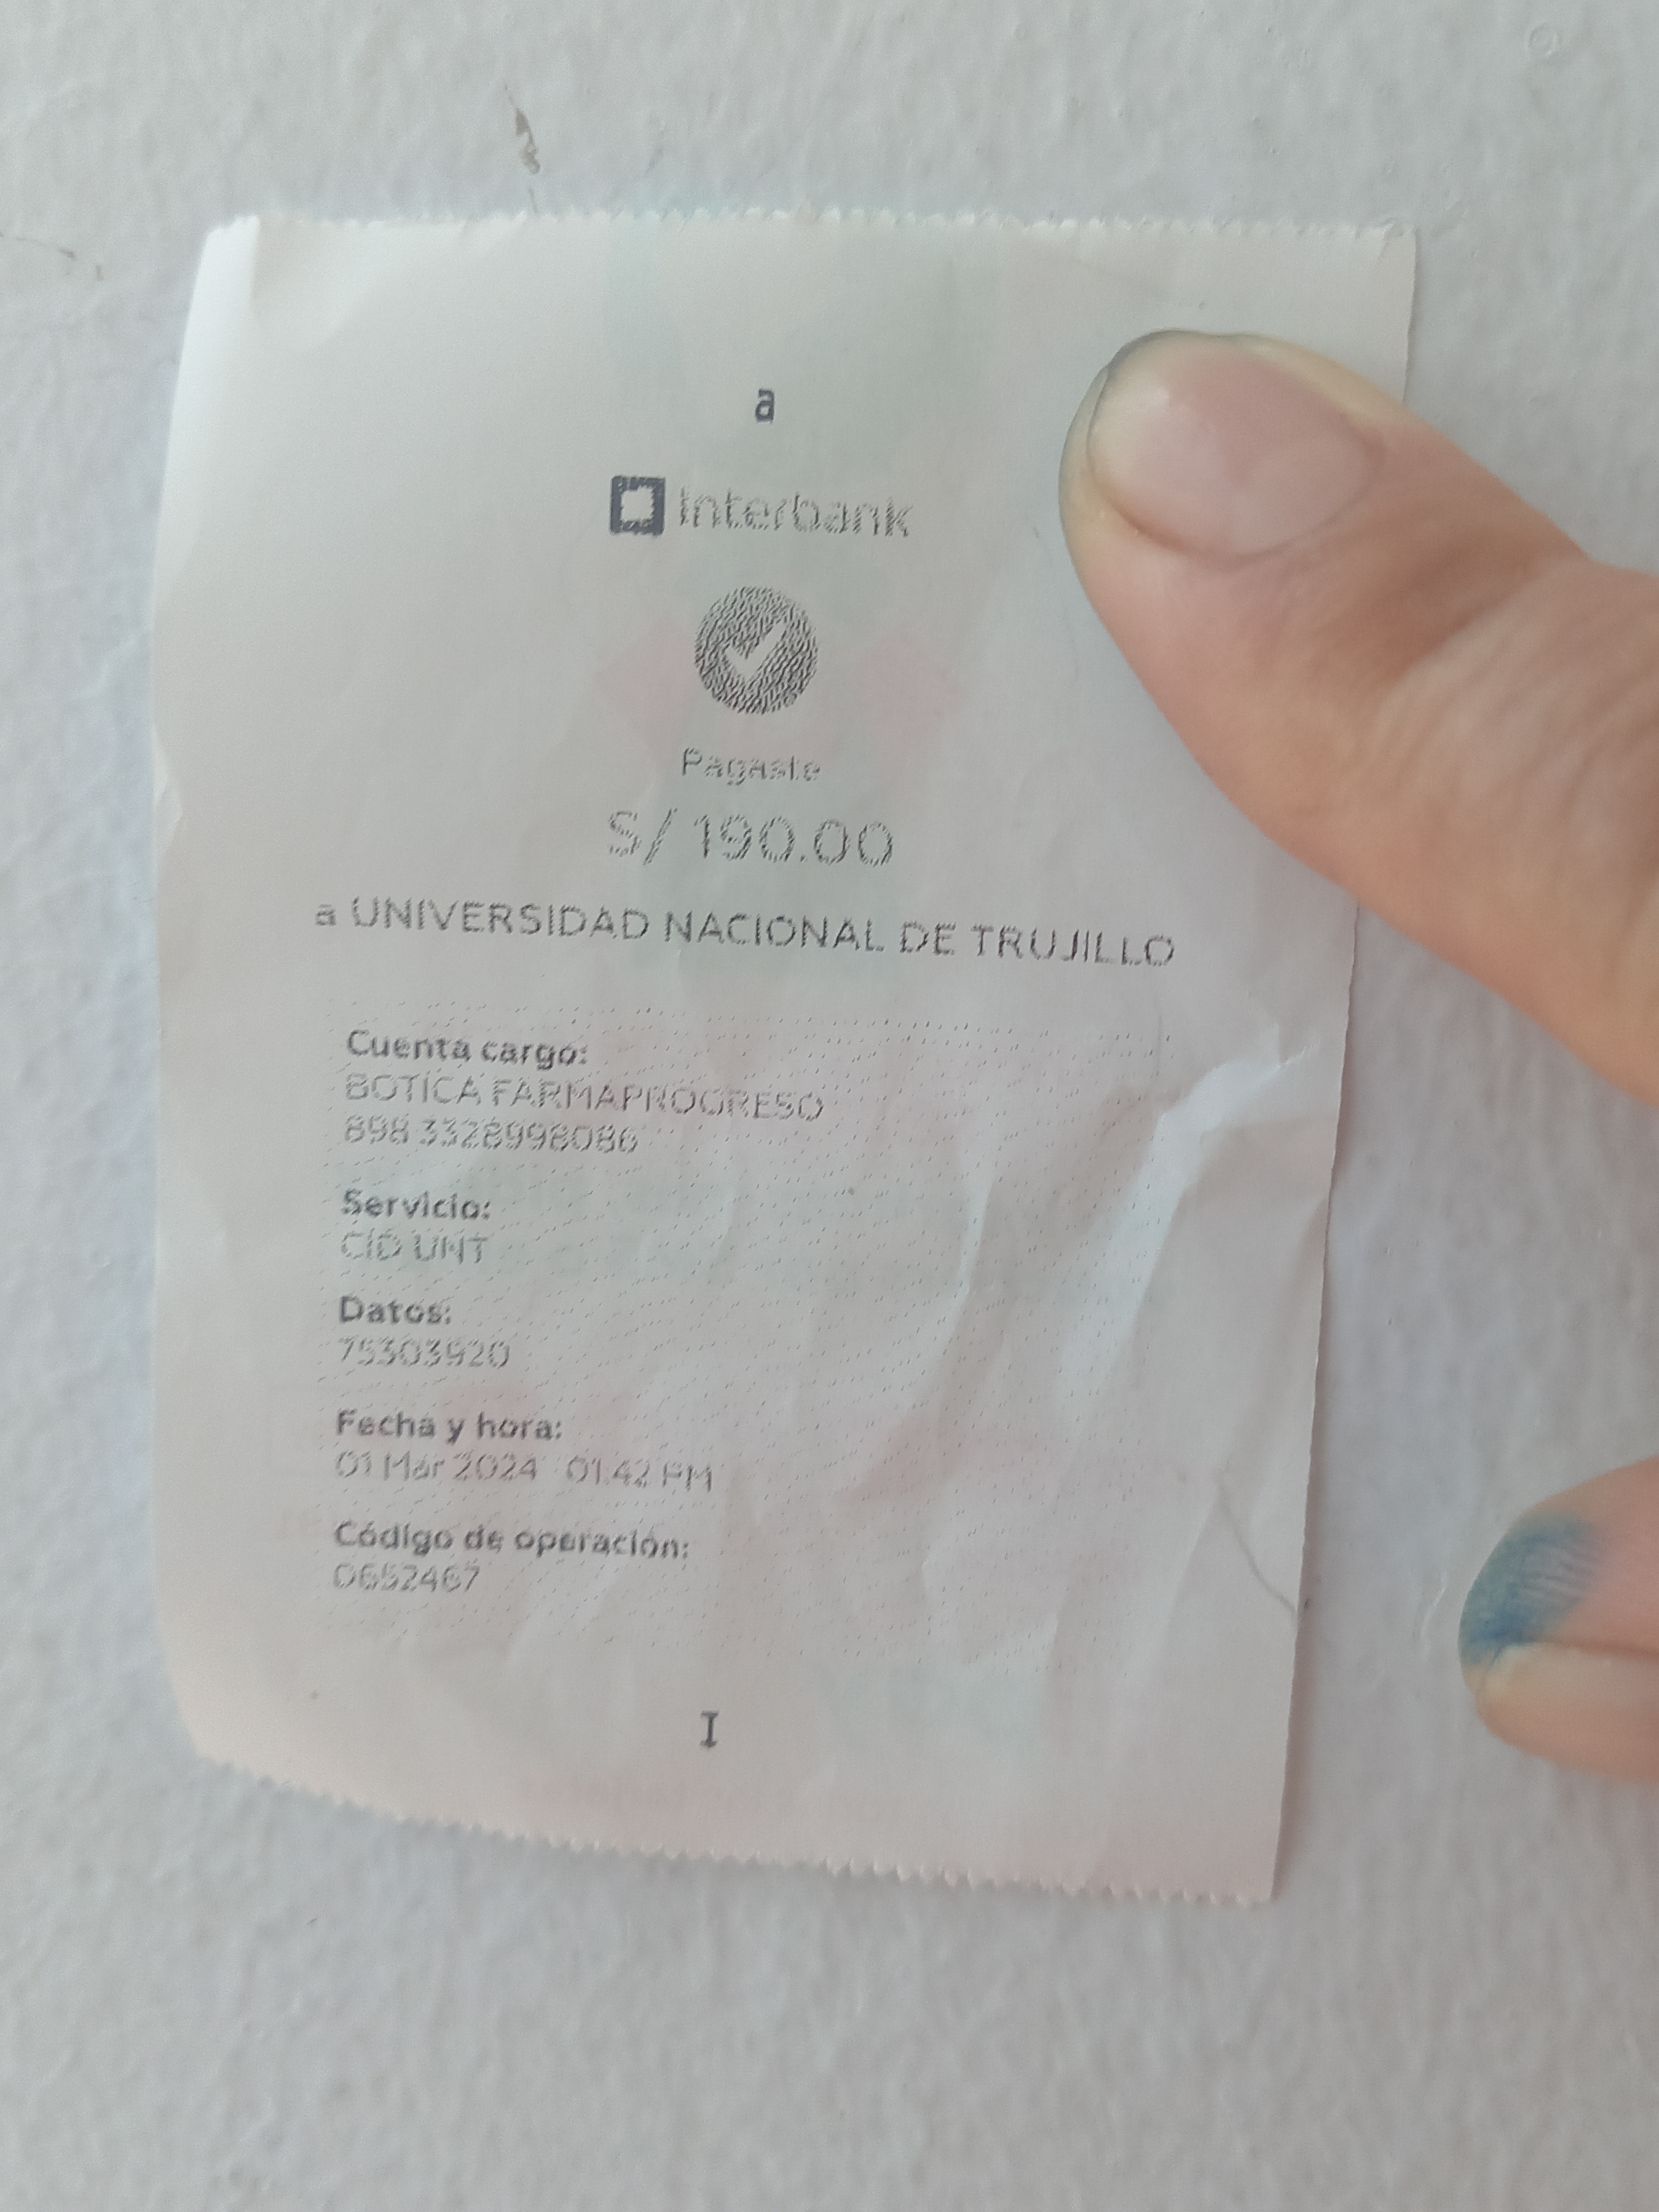 a
Interbank
Pagaste
S/ 190.00
a UNIVERSIDAD NACIONAL DE TRUJILLO
Cuenta cargo:
BOTICA FARMAPROGRESO
898 3328998086
Servicio:
CID UNT
Datos:
75303920
Fecha y hora:
01 Mar 2024 01:42 PM
Código de operación:
0652467
I